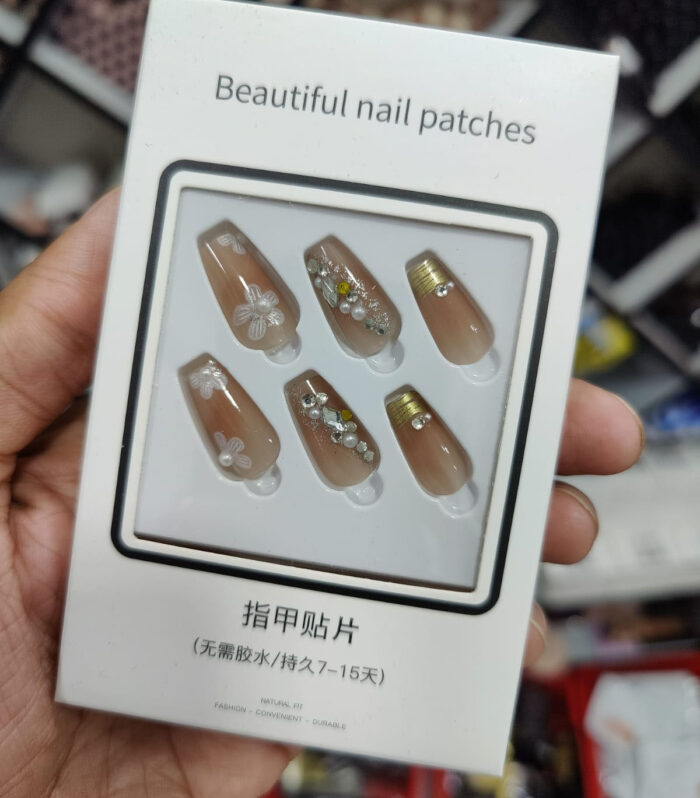 Beautiful nail patches
指甲贴片
(无需胶水/持久7-15天)
NATURAL FIT
FASHION - CONVENIENT - DURABLE